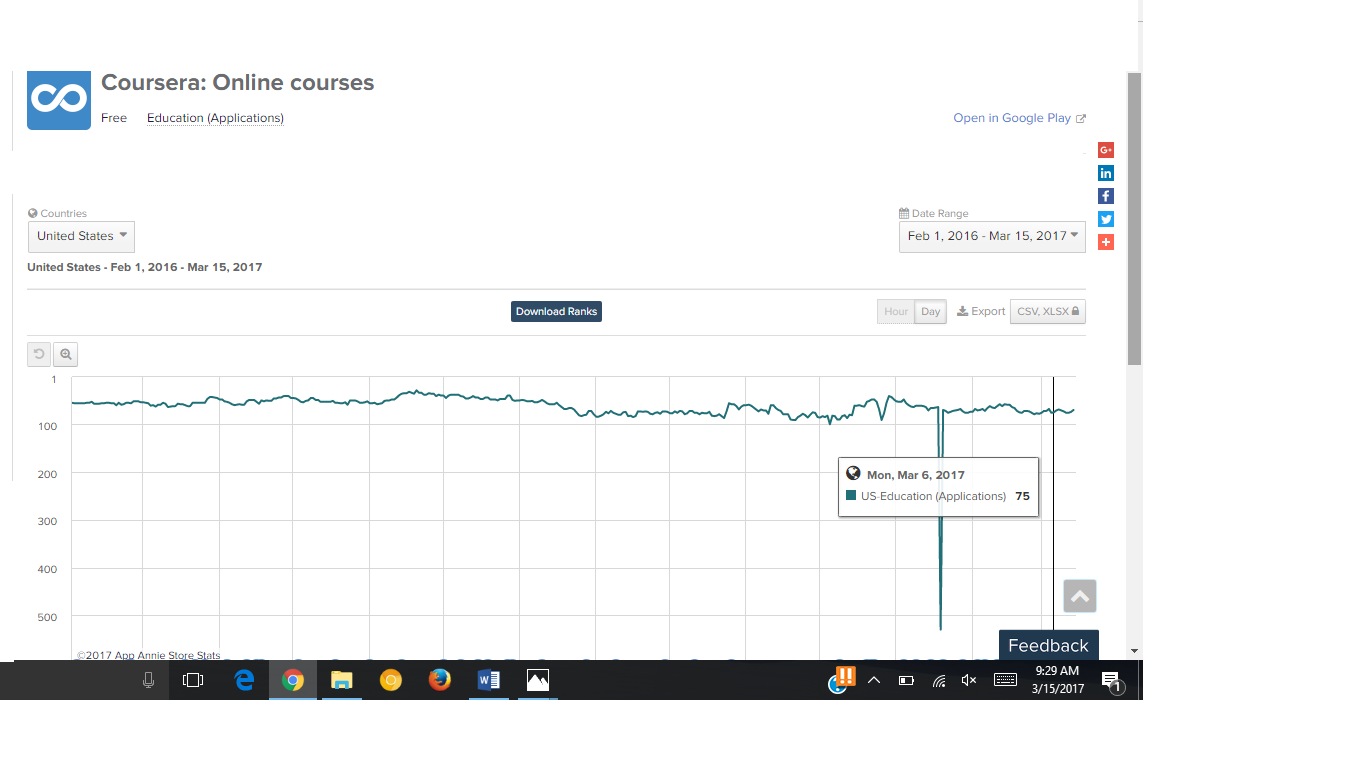 Coursera: Online courses
Free Education (Applications)
Open in Google Play
G+
in
f
Countries
Date Range
United States
Feb 1, 2016 - Mar 15, 2017
United States - Feb 1, 2016 - Mar 15, 2017
Download Ranks
Hour Day Export CSV, XLSX
1
100
200
300
400
500
Mon, Mar 6, 2017
US-Education (Applications) 75
©2017 App Annie Store Stats
Feedback
9:29 AM
3/15/2017
1